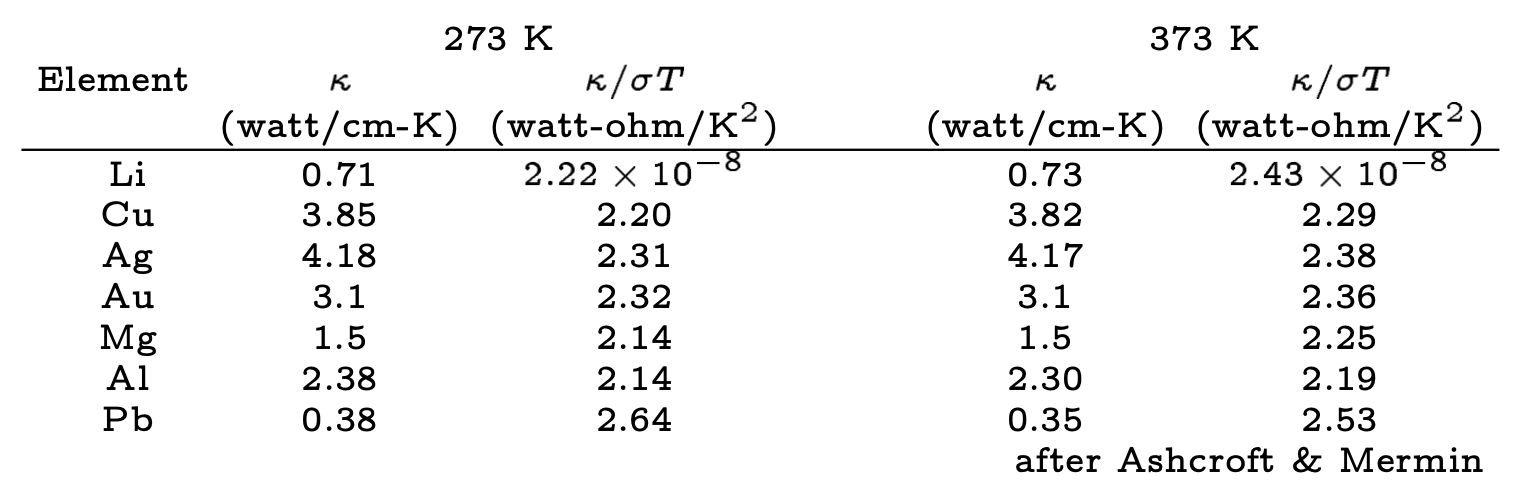 273 K 373 K
Element κ κ/σT κ κ/σT
(watt/cm-K) (watt-ohm/K²) (watt/cm-K) (watt-ohm/K²)
Li 0.71 2.22 × 10⁻⁸ 0.73 2.43 × 10⁻⁸
Cu 3.85 2.20 3.82 2.29
Ag 4.18 2.31 4.17 2.38
Au 3.1 2.32 3.1 2.36
Mg 1.5 2.14 1.5 2.25
Al 2.38 2.14 2.30 2.19
Pb 0.38 2.64 0.35 2.53
after Ashcroft & Mermin